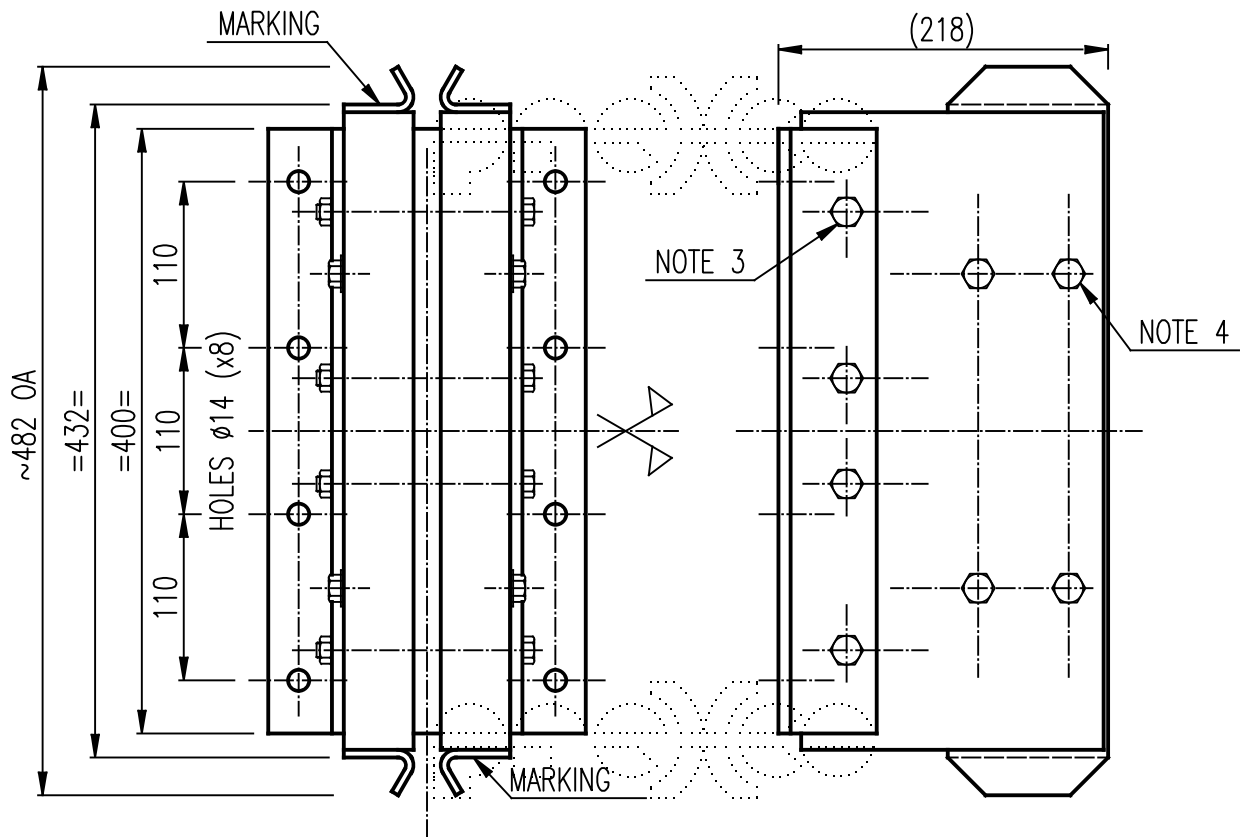 MARKING
(218)
NOTE 3
NOTE 4
~482 OA
=432=
=400=
110
110
110
HOLES ø14 (x8)
MARKING